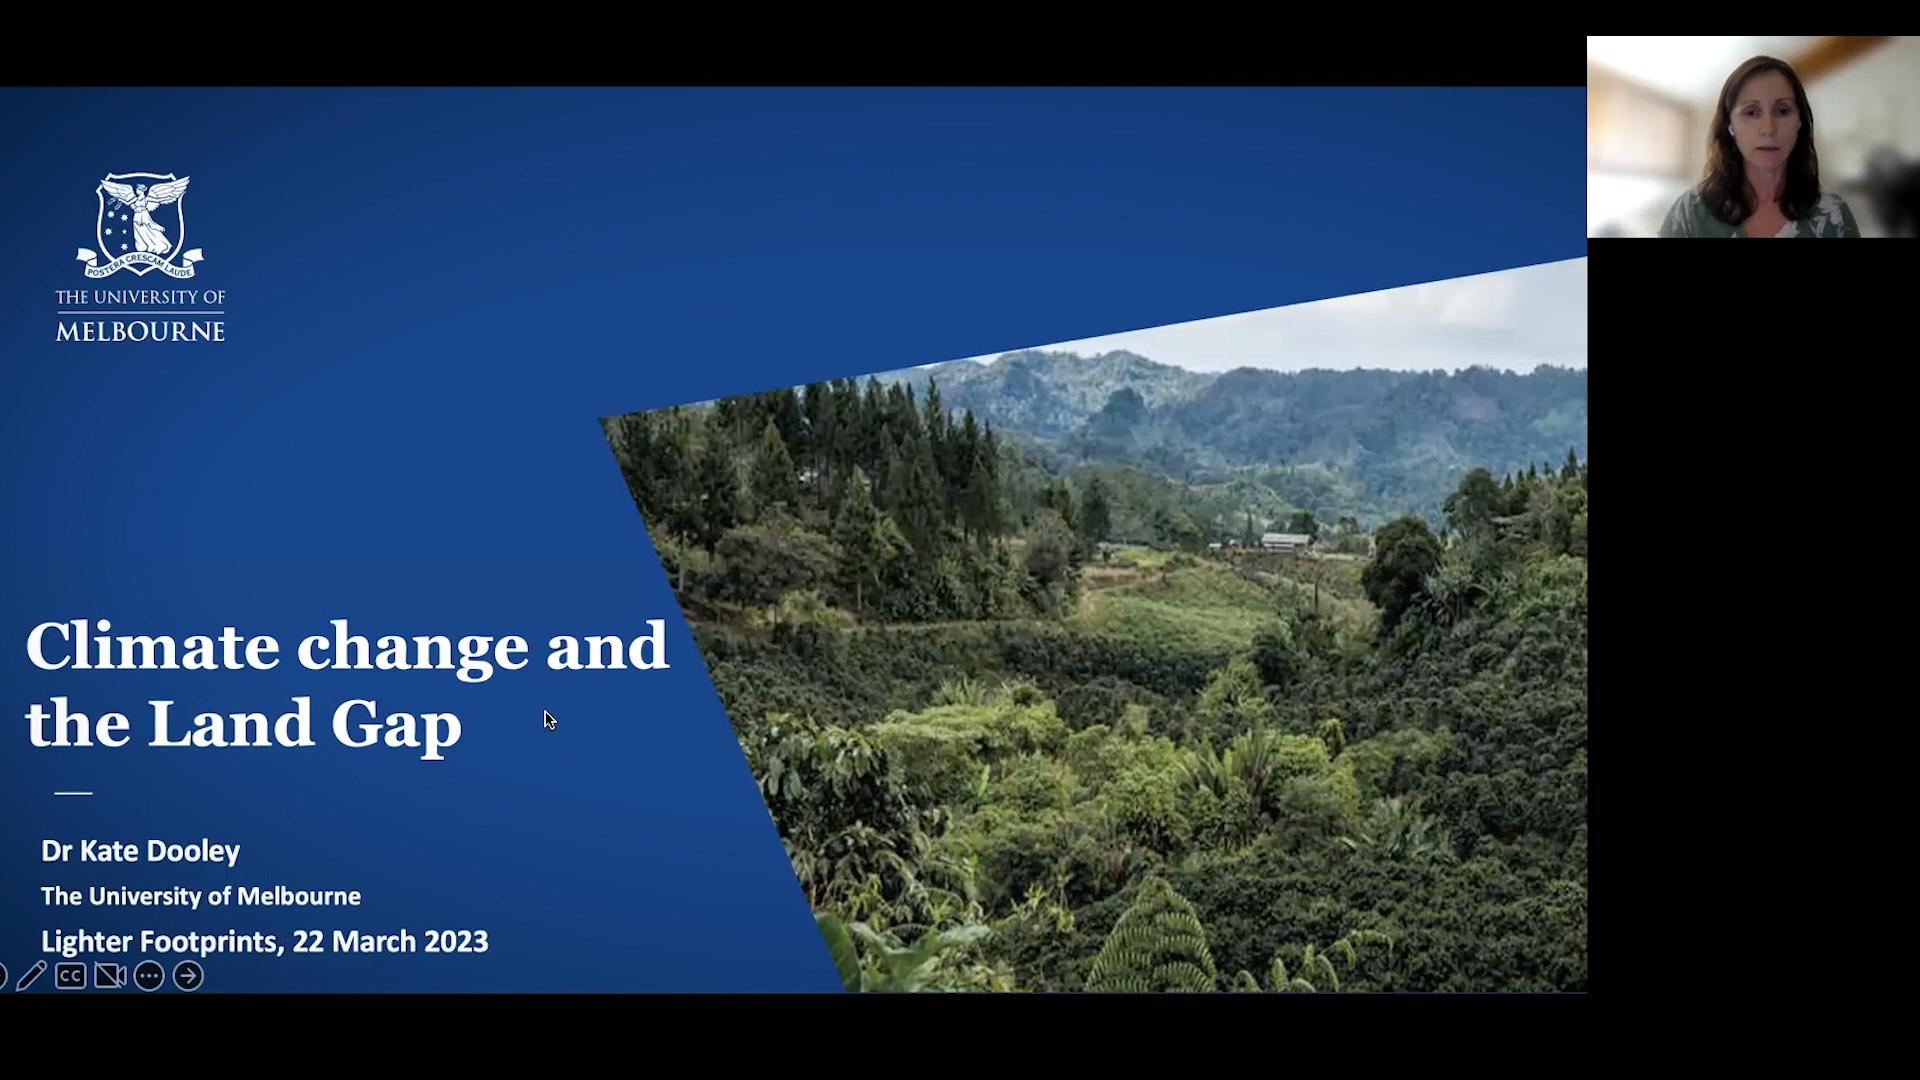 POSTERA CRESCAM LAUDE
THE UNIVERSITY OF
MELBOURNE
Climate change and
the Land Gap
Dr Kate Dooley
The University of Melbourne
Lighter Footprints, 22 March 2023
CC